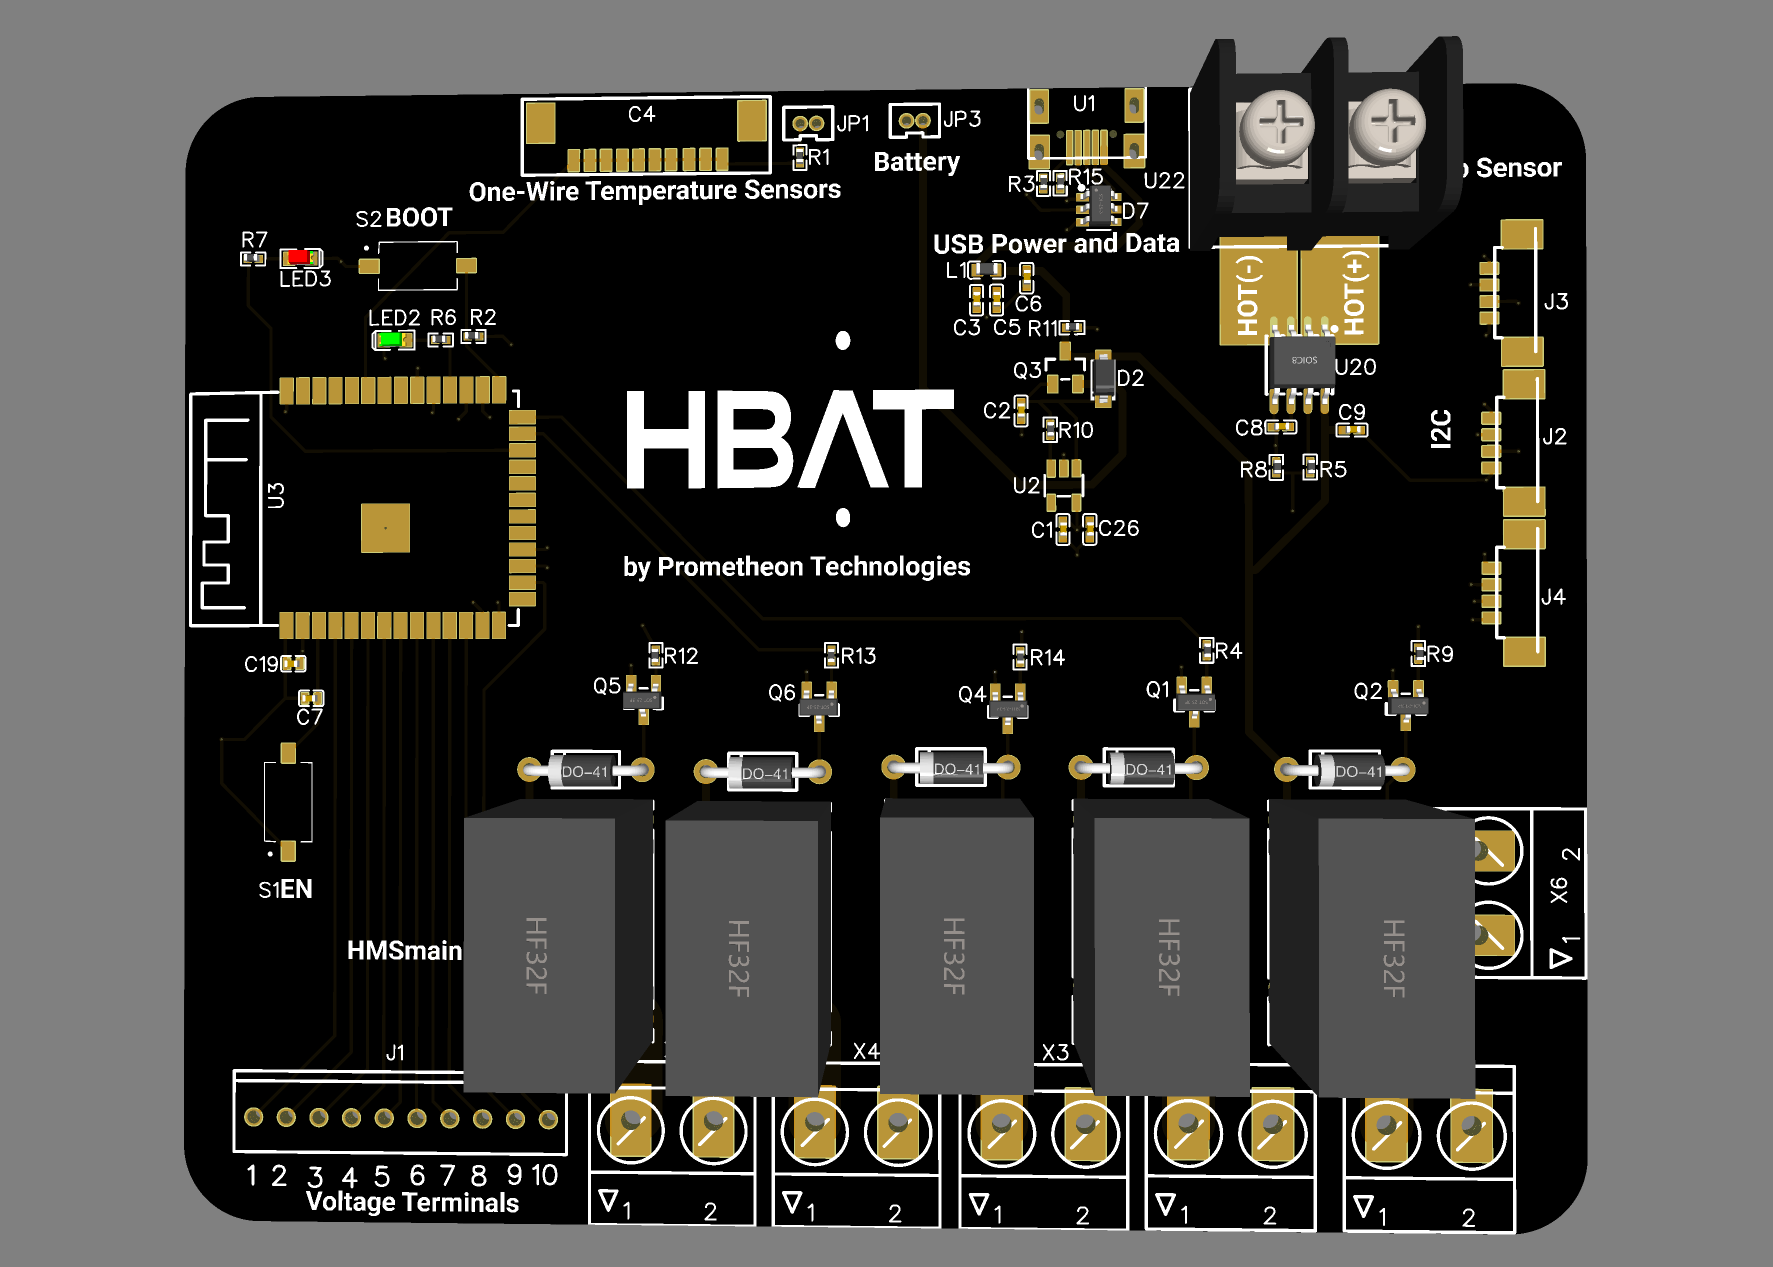 C4
JP1
R1
One-Wire Temperature Sensors
JP3
Battery
U1
R3
R15
U22
D7
USB Power and Data
Sensor
S2 BOOT
R7
LED3
LED2
R6
R2
L1
C6
C3
C5
R11
Q3
D2
C2
R10
U2
C1
C26
HOT(-)
HOT(+)
SOIC8
U20
C8
C9
R8
R5
I2C
J3
J2
J4
U3
HBAT
by Prometheon Technologies
C19
C7
R12
R13
R14
R4
R9
Q5
Q6
Q4
Q1
Q2
DO-41
DO-41
DO-41
DO-41
DO-41
S1 EN
HMSmain
HF32F
HF32F
HF32F
HF32F
HF32F
X6
2
1
J1
X4
X3
1 2 3 4 5 6 7 8 9 10
Voltage Terminals
1 2
1 2
1 2
1 2
1 2